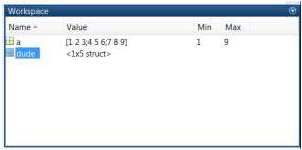 Workspace
Name Value Min Max
a [1 2 3;4 5 6;7 8 9] 1 9
dude <1x5 struct>